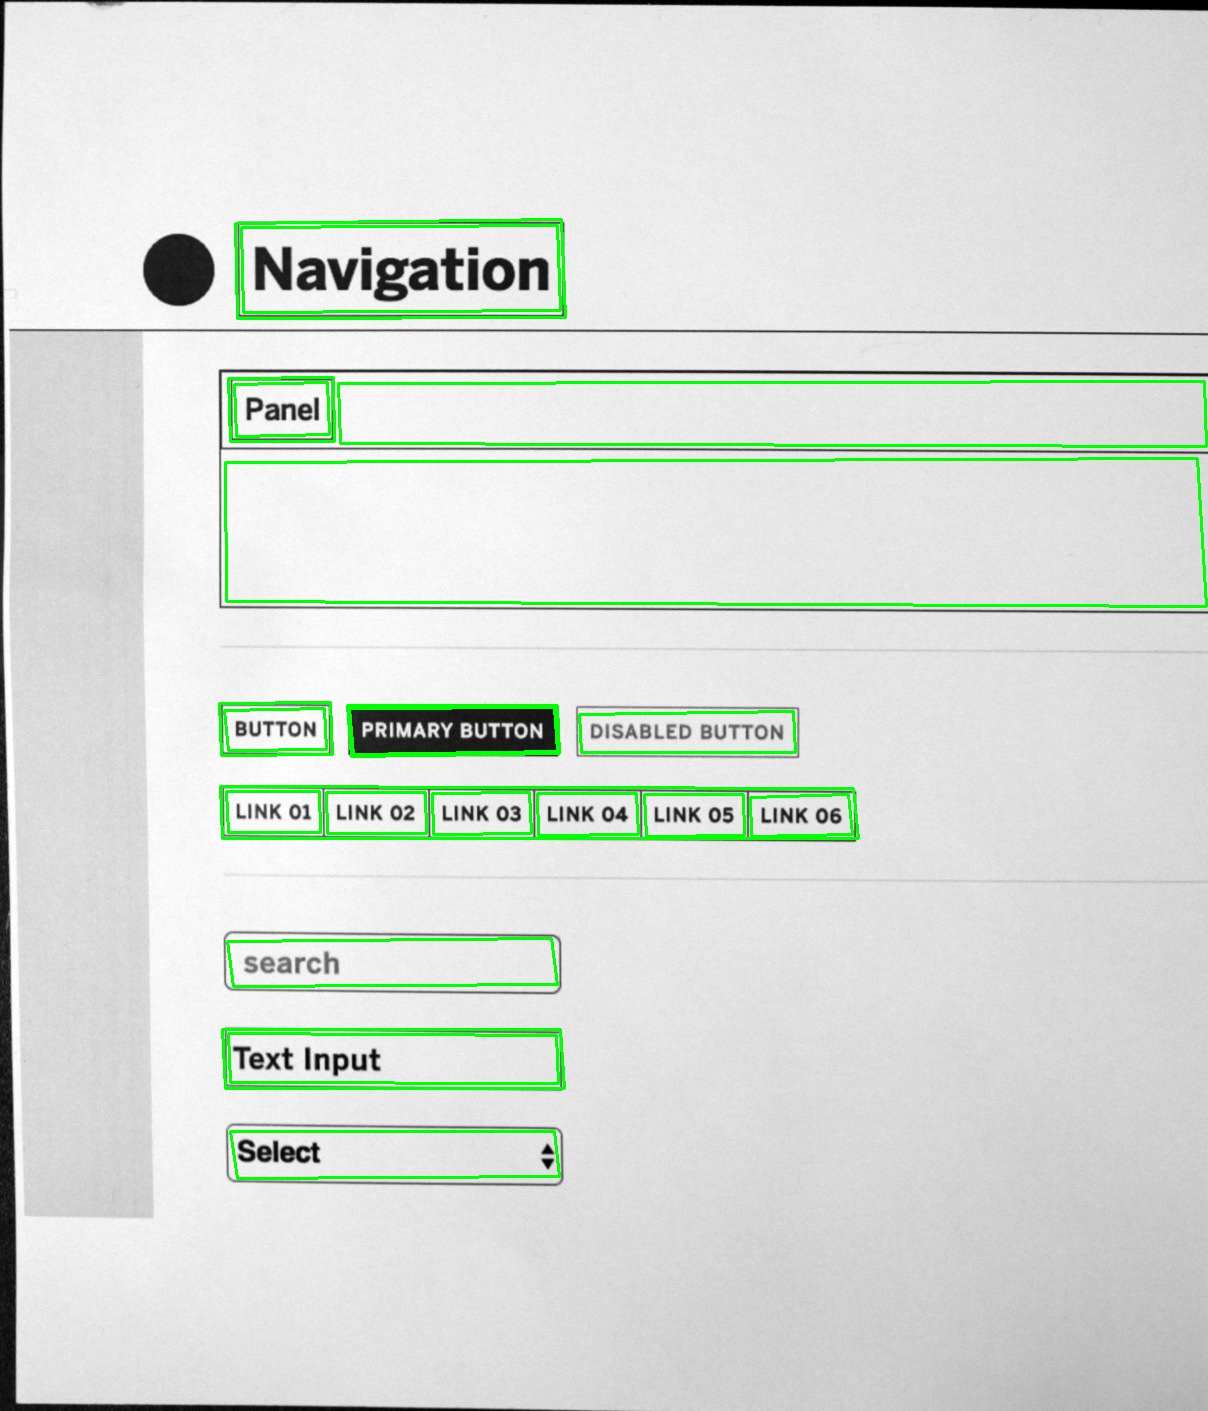 Navigation
Panel
BUTTON PRIMARY BUTTON DISABLED BUTTON
LINK 01 LINK 02 LINK 03 LINK 04 LINK 05 LINK 06
search
Text Input
Select